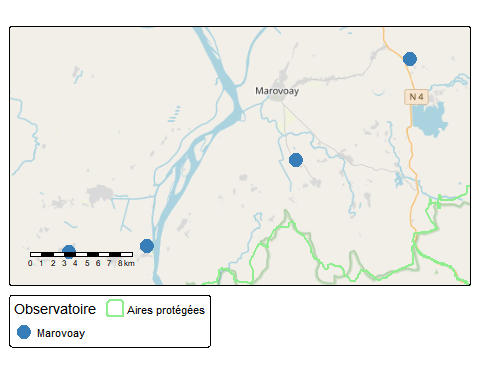 Marovoay
N 4
0 1 2 3 4 5 6 7 8 km
Observatoire
Aires protégées
Marovoay